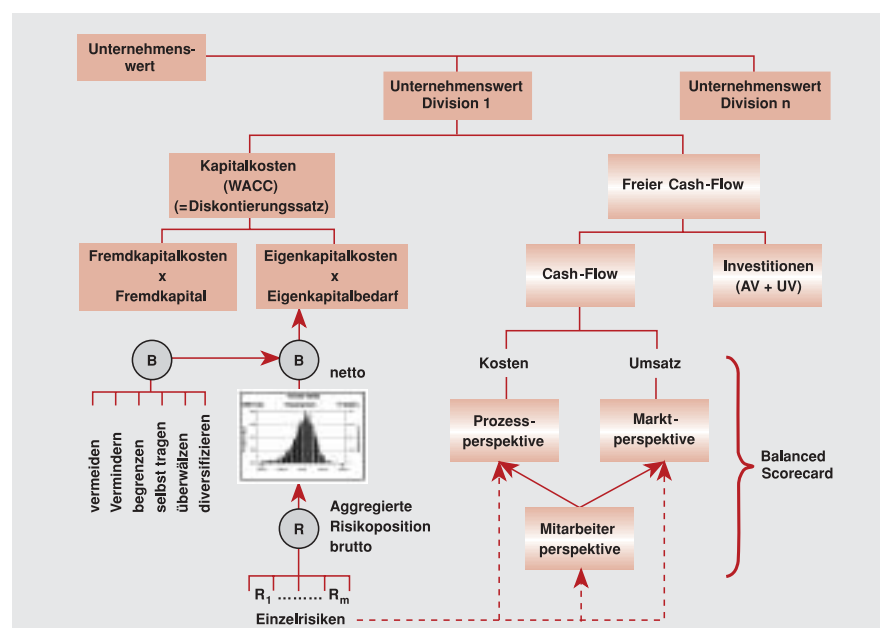 Unternehmens-
wert
Unternehmenswert
Division 1
Unternehmenswert
Division n
Kapitalkosten
(WACC)
(=Diskontierungssatz)
Freier Cash-Flow
Fremdkapitalkosten
x
Fremdkapital
Eigenkapitalkosten
x
Eigenkapitalbedarf
Cash-Flow
Investitionen
(AV + UV)
B
B
netto
Kosten
Umsatz
vermeiden
Vermindern
begrenzen
selbst tragen
überwälzen
diversifizieren
Prozess-
perspektive
Markt-
perspektive
Balanced
Scorecard
R
Aggregierte
Risikoposition
brutto
Mitarbeiter
perspektive
R1 ......... Rm
Einzelrisiken